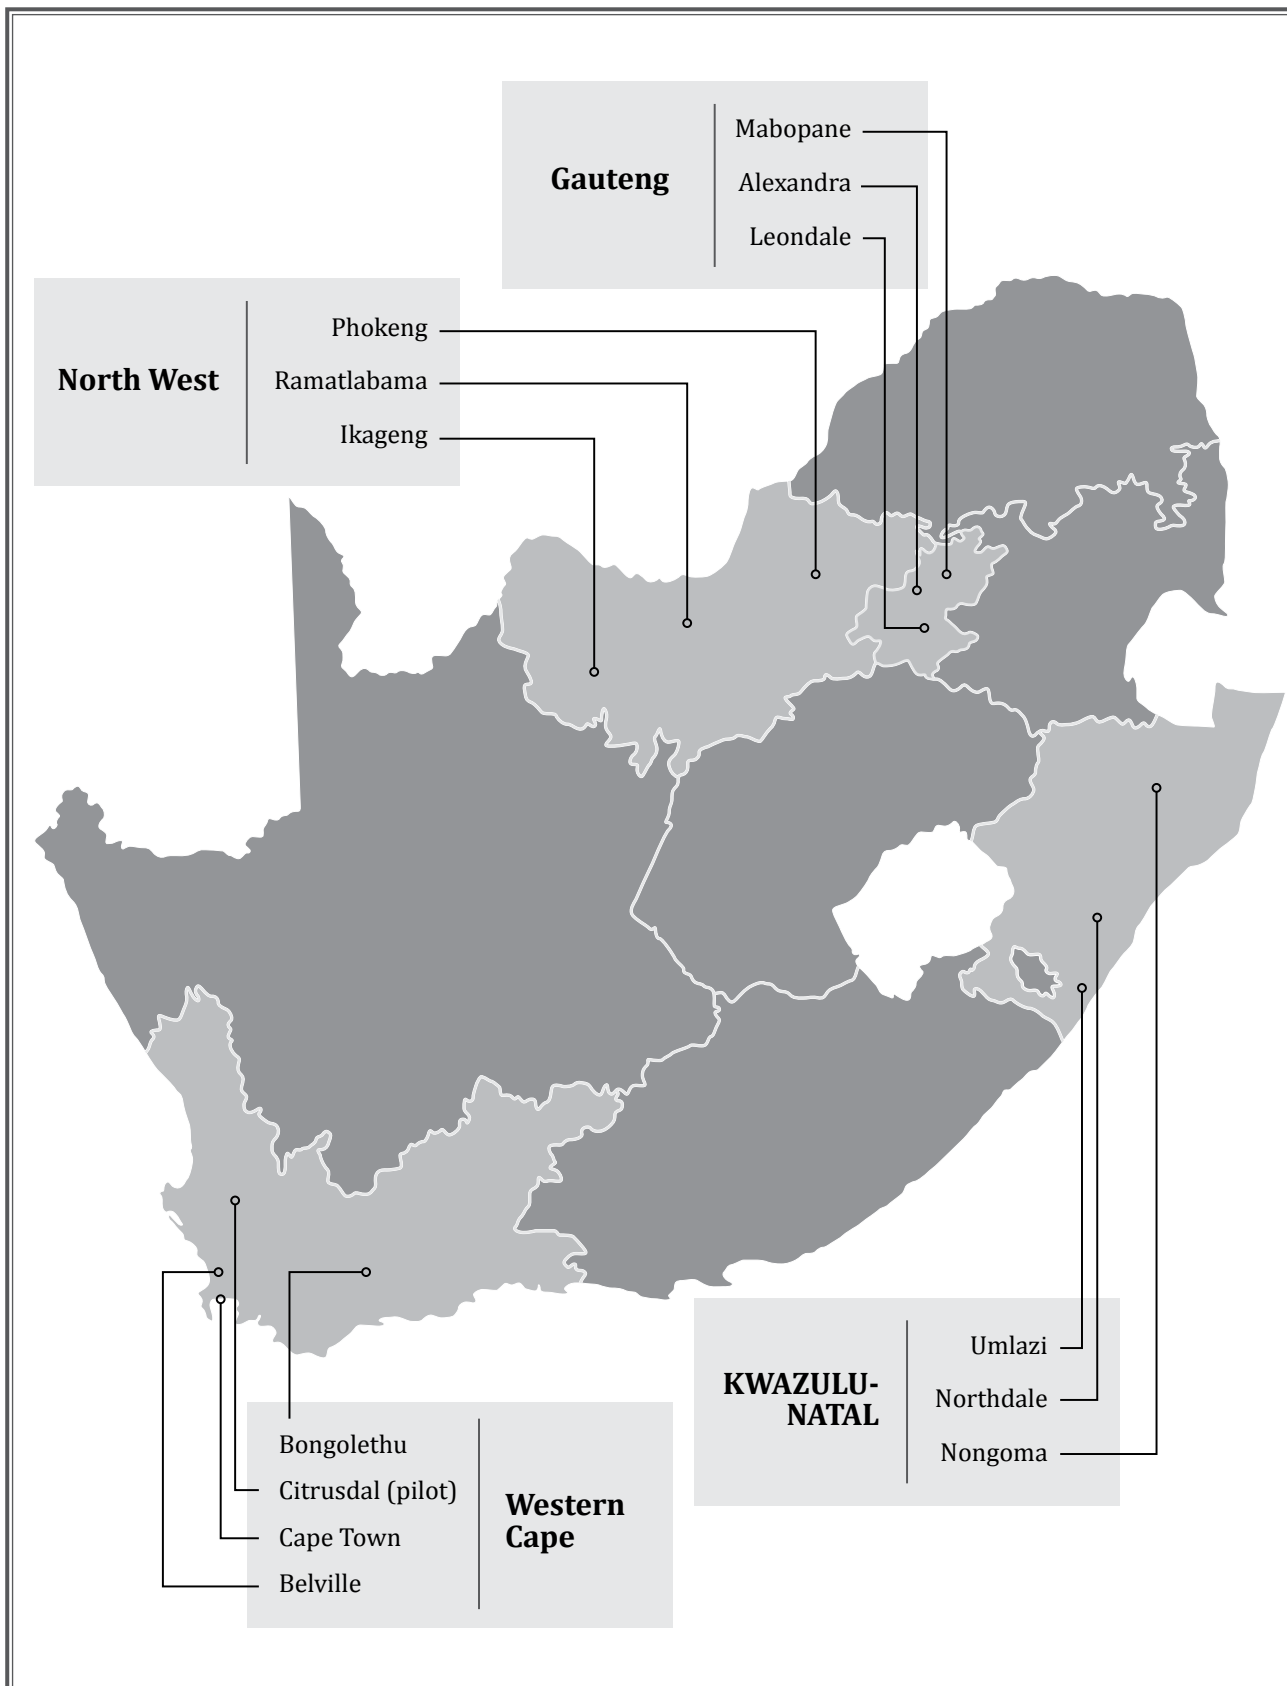 Gauteng
Mabopane
Alexandra
Leondale
North West
Phokeng
Ramatlabama
Ikageng
KWAZULU-
NATAL
Umlazi
Northdale
Nongoma
Bongolethu
Citrusdal (pilot)
Cape Town
Belville
Western
Cape